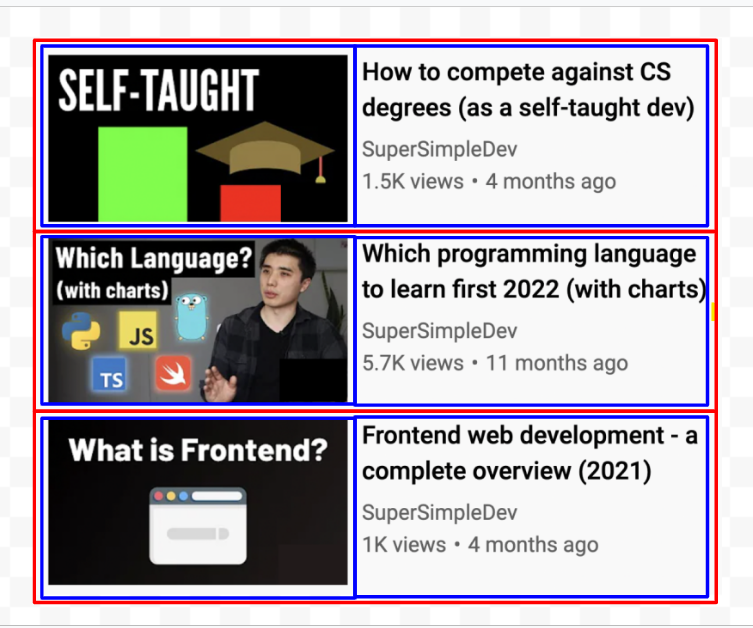 SELF-TAUGHT
How to compete against CS
degrees (as a self-taught dev)
SuperSimpleDev
1.5K views • 4 months ago
Which Language?
(with charts)
JS
TS
Which programming language
to learn first 2022 (with charts)
SuperSimpleDev
5.7K views • 11 months ago
What is Frontend?
Frontend web development - a
complete overview (2021)
SuperSimpleDev
1K views • 4 months ago